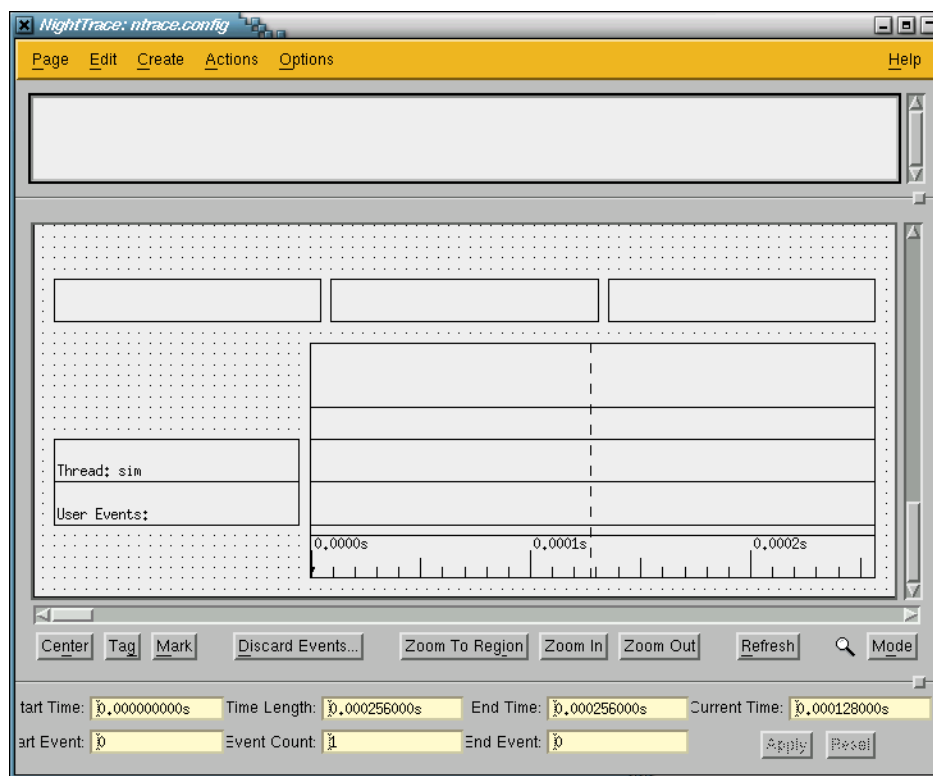 NightTrace: ntrace.config
Page Edit Create Actions Options Help
Thread: sim
User Events:
0.0000s 0.0001s 0.0002s
Center Tag Mark Discard Events... Zoom To Region Zoom In Zoom Out Refresh Mode
tart Time: 0.000000000s Time Length: 0.000256000s End Time: 0.000256000s Current Time: 0.000128000s
art Event: 0 Event Count: 1 End Event: 0 Apply Reset